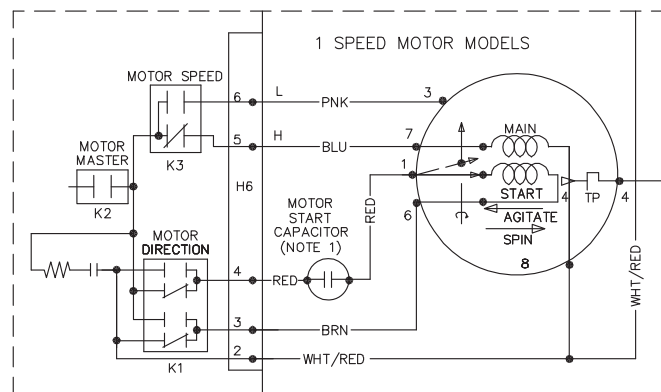 1 SPEED MOTOR MODELS
MOTOR SPEED
6
L
PNK
3
5
H
BLU
7
MAIN
K3
MOTOR
MASTER
K2
H6
1
START
4
TP
4
MOTOR
START
CAPACITOR
(NOTE 1)
RED
6
AGITATE
SPIN
8
MOTOR
DIRECTION
4
RED
3
BRN
K1
2
WHT/RED
WHT/RED